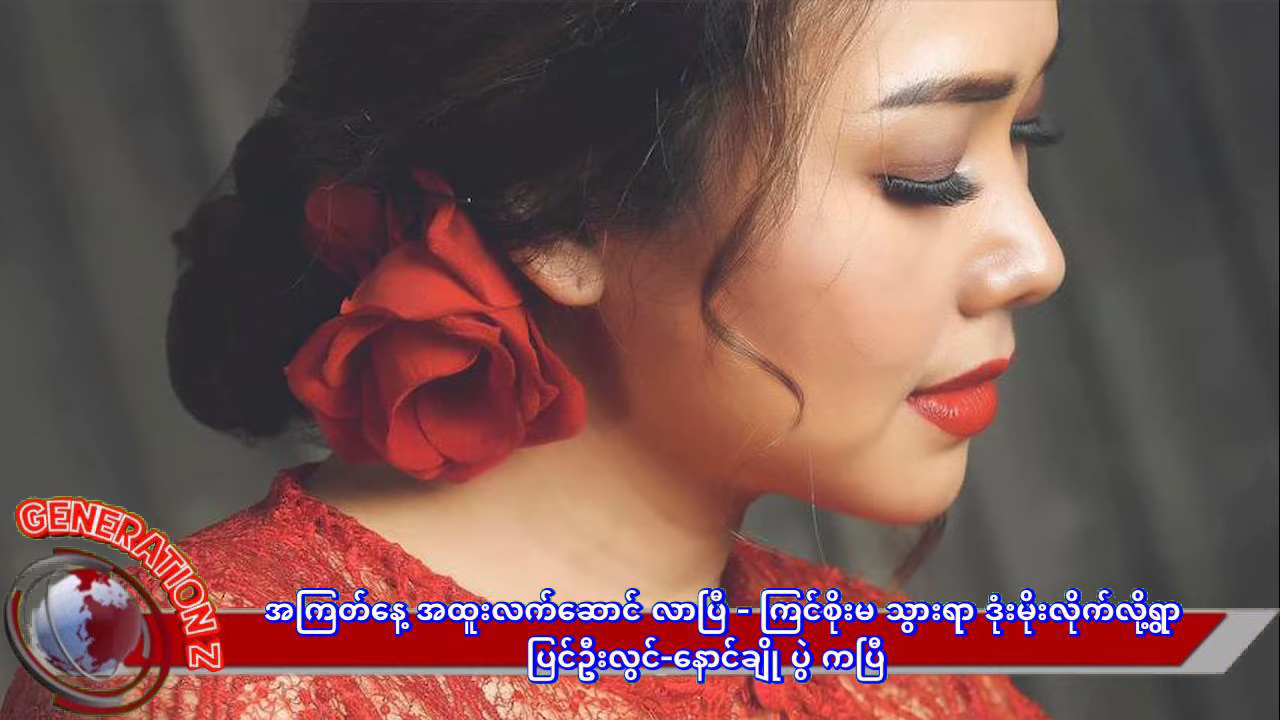 GENERATION Z
အကြတ်နေ့ အထူးလက်ဆောင် လာပြီ - ကြင်စိုးမ သွားရာ ဒုံးမိုးလိုက်လို့ရွာ
ပြင်ဦးလွင်-နောင်ချို ပွဲ ကပြီ